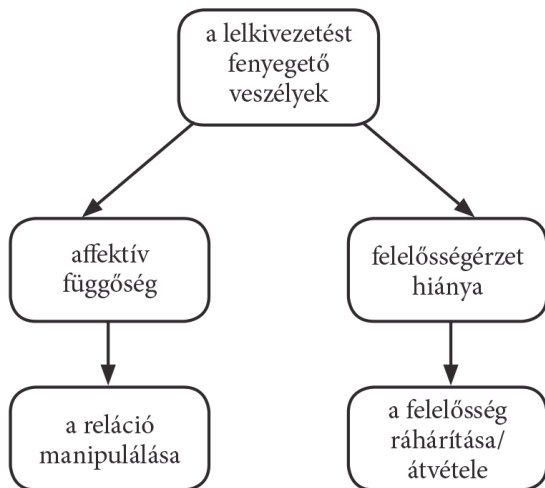 a lelkivezetést
fenyegető
veszélyek
affektív
függőség
felelősségérzet
hiánya
a reláció
manipulálása
a felelősség
ráhárítása/
átvétele